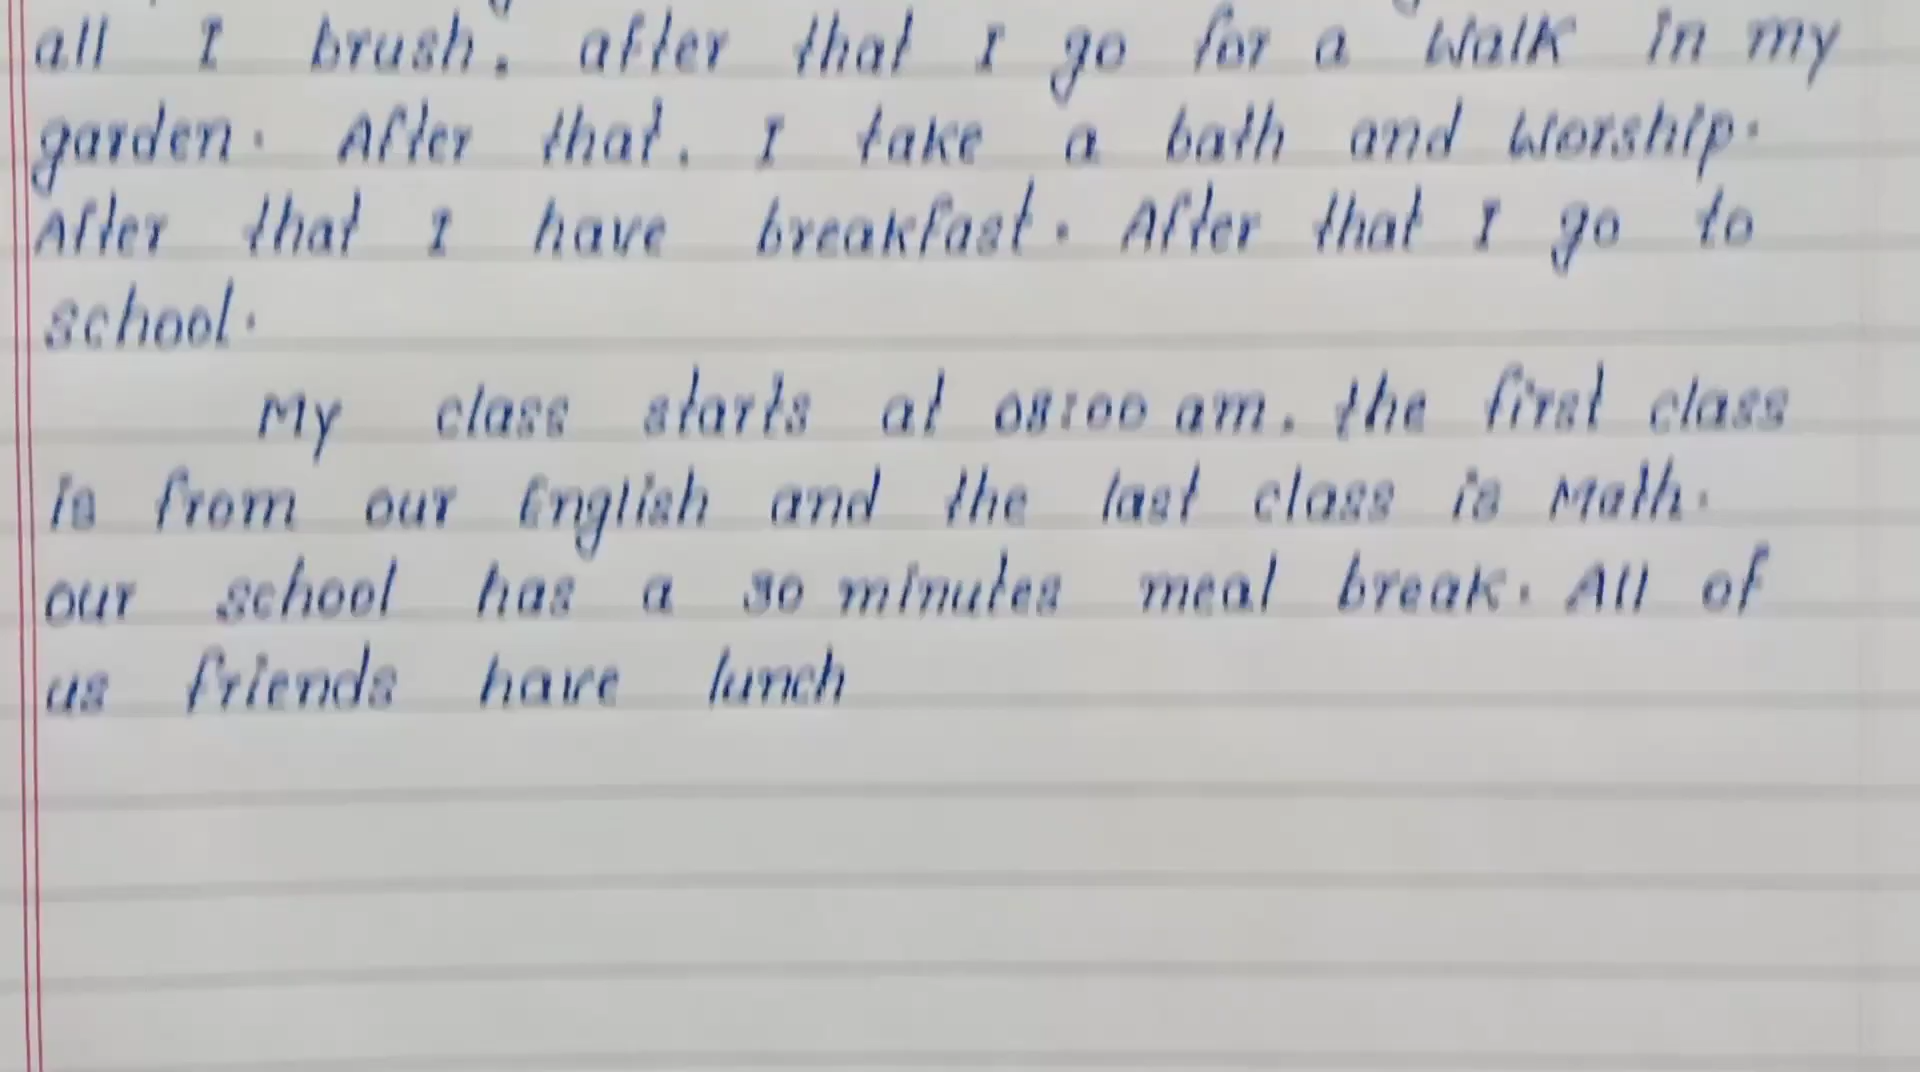 all I brush. after that I go for a walk in my
garden. After that. I take a bath and worship.
After that I have breakfast. After that I go to
school.
My class starts at 08:00 am. the first class
is from our English and the last class is Math.
our school has a 30 minutes meal break. All of
us friends have lunch